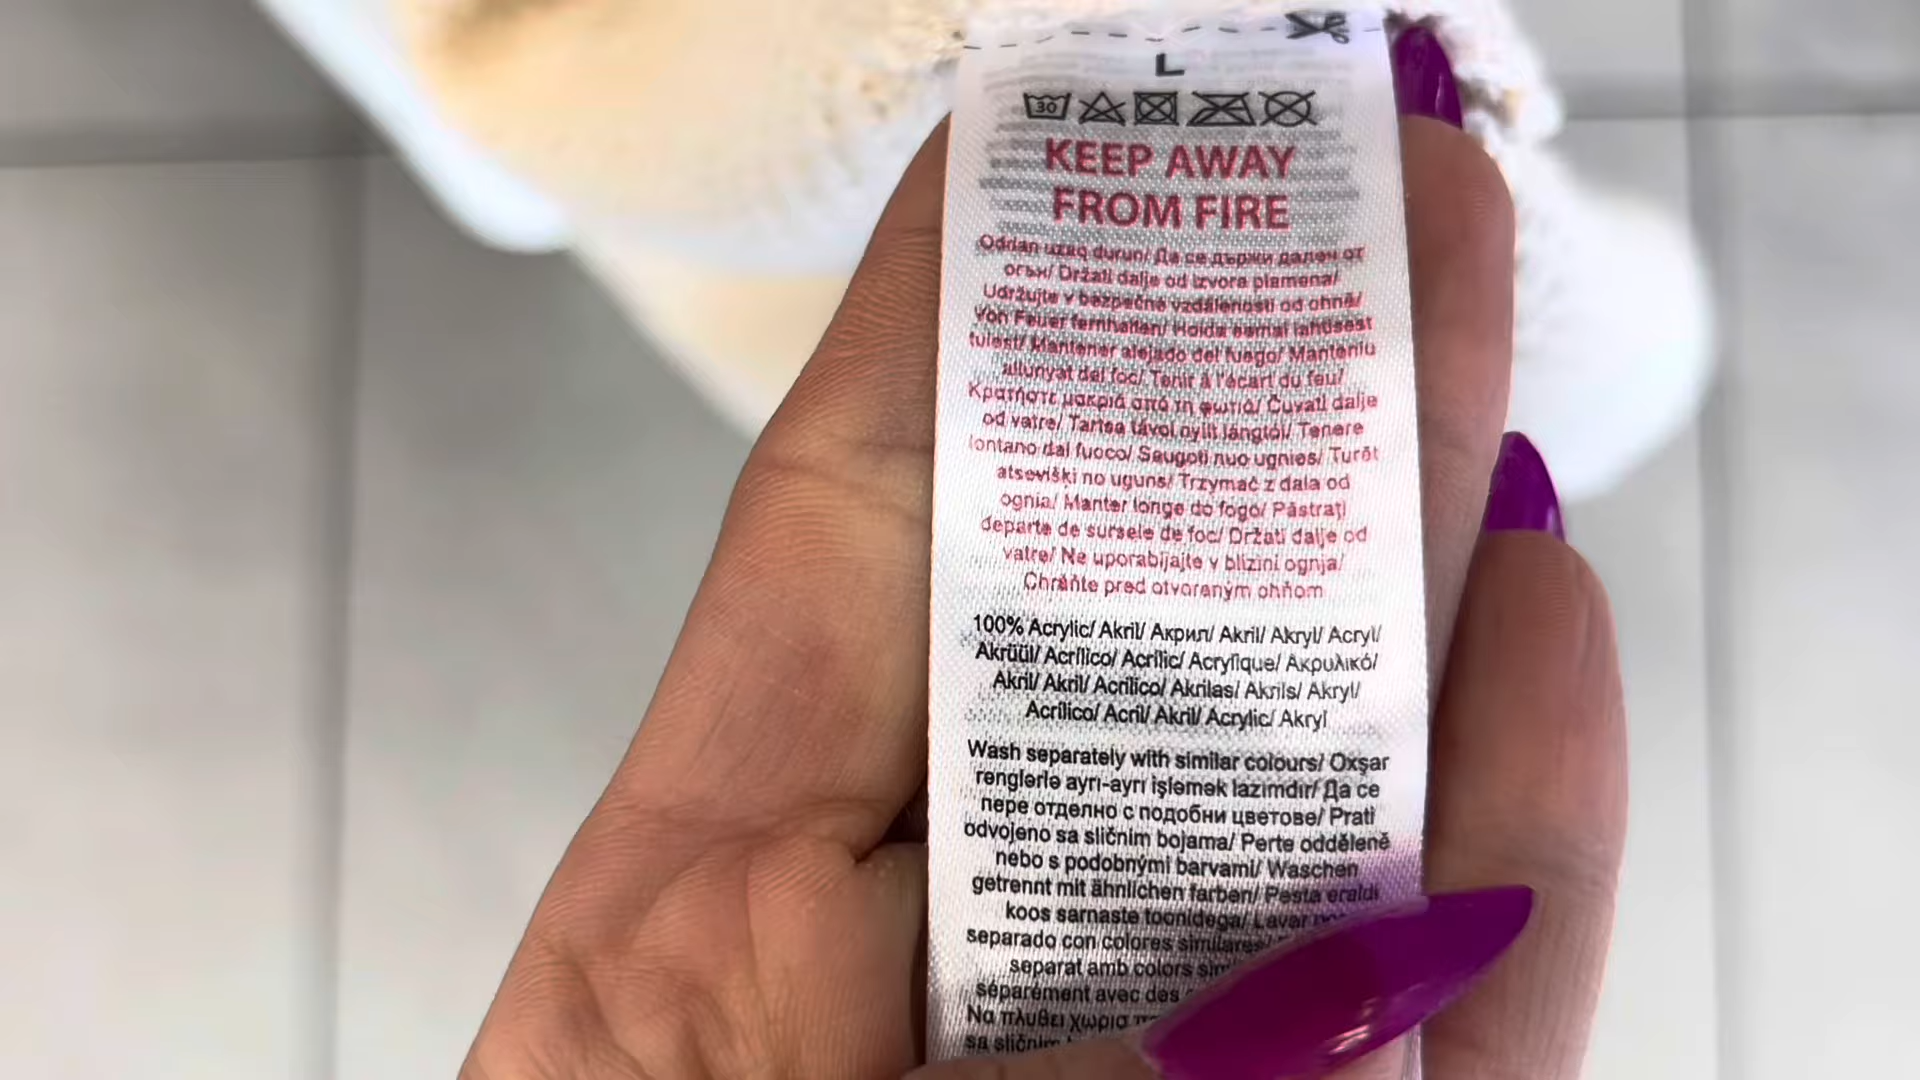 L
30
KEEP AWAY
FROM FIRE
Oddan uzaq durun/ Да се държи далеч от
огън/ Držati dalje od izvora plamena/
Udržujte v bezpečné vzdálenosti od ohně/
Von Feuer fernhalten/ Hoida eemal lahtisest
tulest/ Mantener alejado del fuego/ Manteniu
allunyat del foc/ Tenir à l'écart du feu/
Κρατήστε μακριά από τη φωτιά/ Čuvati dalje
od vatre/ Tartsa távol nyílt lángtól/ Tenere
lontano dal fuoco/ Saugoti nuo ugnies/ Turēt
atsevišķi no uguns/ Trzymać z dala od
ognia/ Manter longe do fogo/ Păstrați
departe de sursele de foc/ Držati dalje od
vatre/ Ne uporabljajte v bližini ognja/
Chráňte pred otvoreným ohňom
100% Acrylic/ Akril/ Акрил/ Akril/ Akryl/ Acryl/
Akrüül/ Acrílico/ Acrílic/ Acrylique/ Ακρυλικό/
Akril/ Akril/ Acrilico/ Akrilas/ Akrils/ Akryl/
Acrílico/ Acril/ Akril/ Acrylic/ Akryl
Wash separately with similar colours/ Oxşar
rənglərlə ayrı-ayrı işləmək lazımdır/ Да се
пере отделно с подобни цветове/ Prati
odvojeno sa sličnim bojama/ Perte odděleně
nebo s podobnými barvami/ Waschen
getrennt mit ähnlichen farben/ Pesta eraldi
koos sarnaste toonidega/ Lavar
separado con colores similares/
separat amb colors
séparément avec des
Να πλυθεί χωριστά
sa sličnim